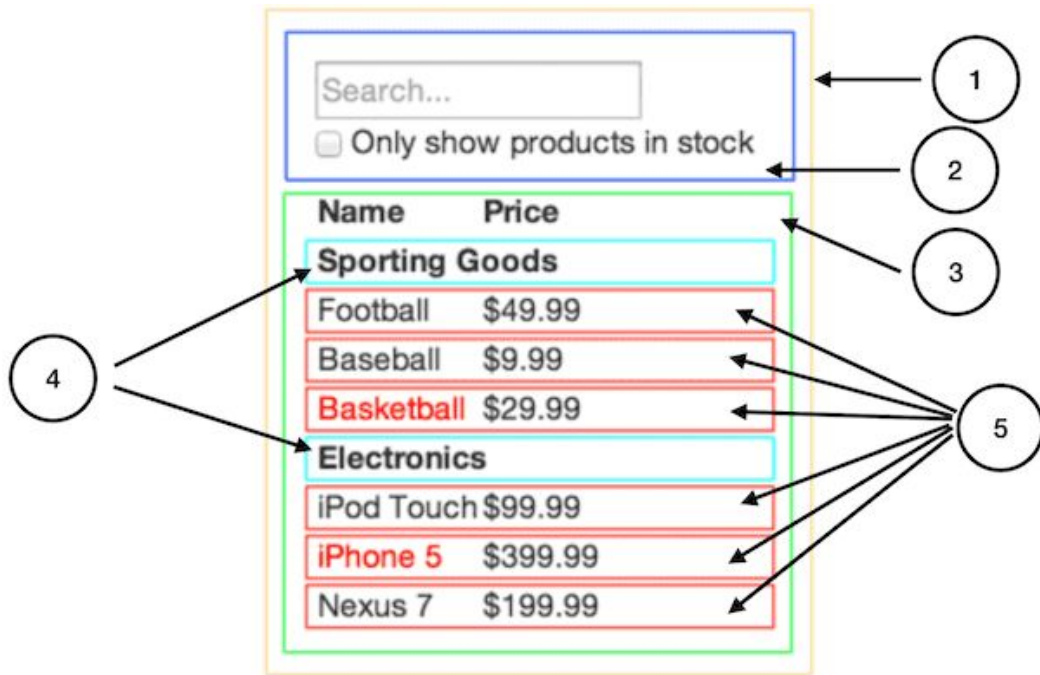 Search...
1
Only show products in stock
2
Name Price
3
Sporting Goods
Football $49.99
Baseball $9.99
4
Basketball $29.99
5
Electronics
iPod Touch $99.99
iPhone 5 $399.99
Nexus 7 $199.99